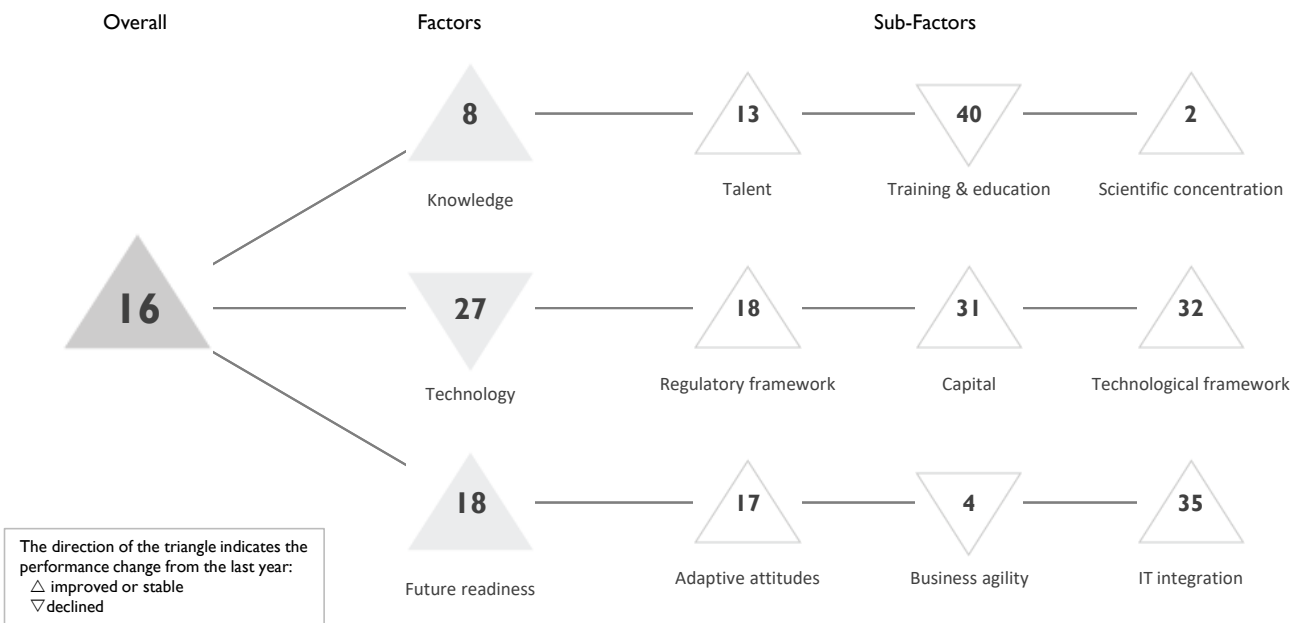 Overall Factors Sub-Factors
8 13 40 2
Knowledge Talent Training & education Scientific concentration
16 27 18 31 32
Technology Regulatory framework Capital Technological framework
18 17 4 35
Future readiness Adaptive attitudes Business agility IT integration
The direction of the triangle indicates the
performance change from the last year:
△ improved or stable
▽ declined